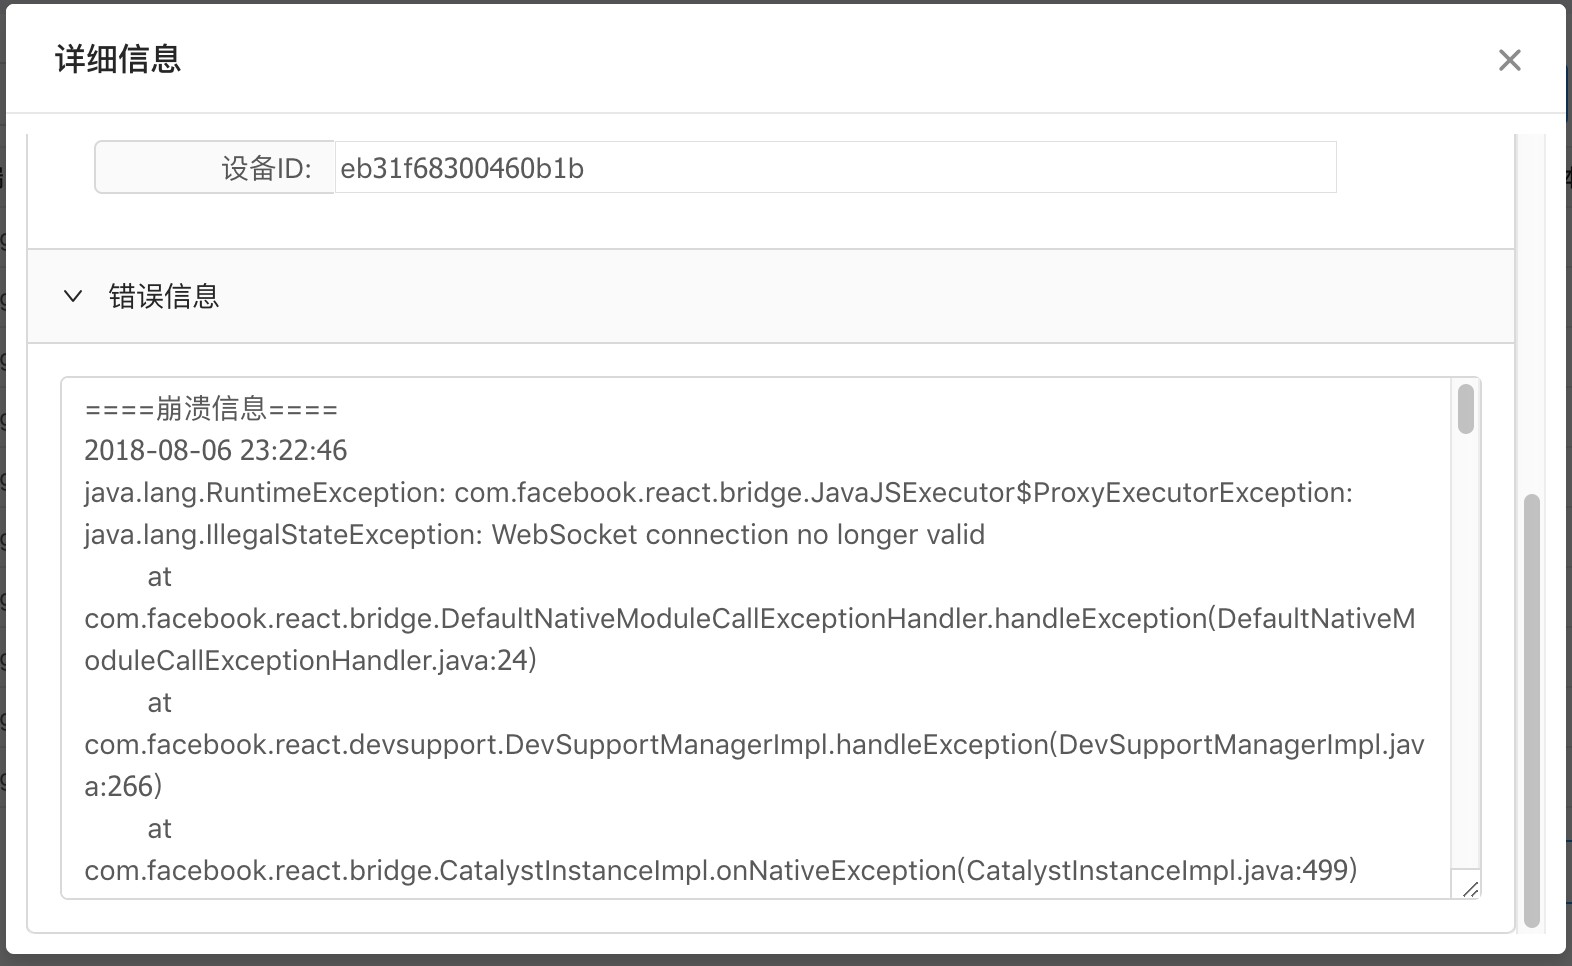 详细信息
设备ID: eb31f68300460b1b
错误信息
====崩溃信息====
2018-08-06 23:22:46
java.lang.RuntimeException: com.facebook.react.bridge.JavaJSExecutor$ProxyExecutorException:
java.lang.IllegalStateException: WebSocket connection no longer valid
at
com.facebook.react.bridge.DefaultNativeModuleCallExceptionHandler.handleException(DefaultNativeM
oduleCallExceptionHandler.java:24)
at
com.facebook.react.devsupport.DevSupportManagerImpl.handleException(DevSupportManagerImpl.jav
a:266)
at
com.facebook.react.bridge.CatalystInstanceImpl.onNativeException(CatalystInstanceImpl.java:499)